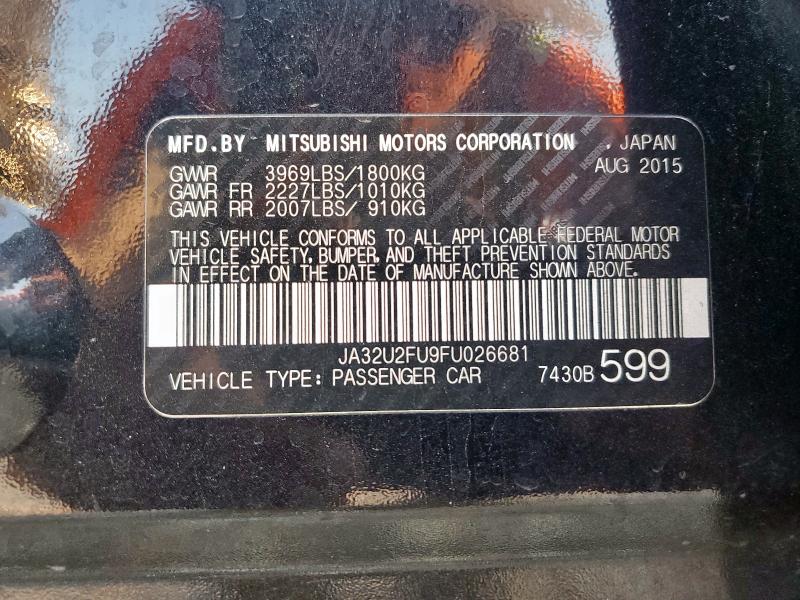 MFD.BY MITSUBISHI MOTORS CORPORATION , JAPAN
GVWR 3969LBS/1800KG AUG 2015
GAWR FR 2227LBS/1010KG
GAWR RR 2007LBS/ 910KG
THIS VEHICLE CONFORMS TO ALL APPLICABLE FEDERAL MOTOR
VEHICLE SAFETY, BUMPER, AND THEFT PREVENTION STANDARDS
IN EFFECT ON THE DATE OF MANUFACTURE SHOWN ABOVE.
JA32U2FU9FU026681
VEHICLE TYPE: PASSENGER CAR 7430B 599